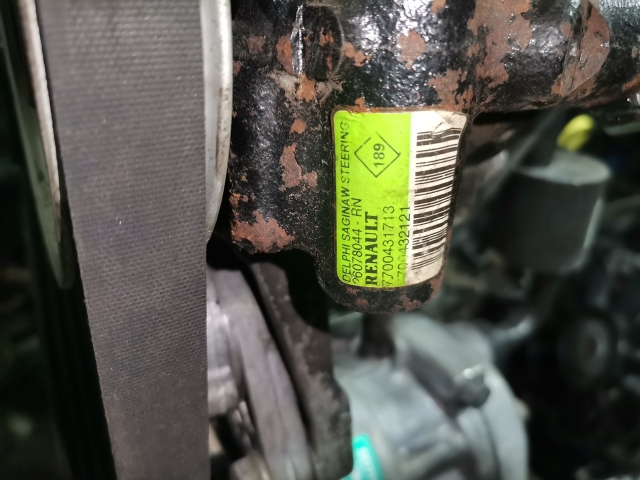 DELPHI SAGINAW STEERING
26078044 - RN
RENAULT
7700431713
7700432121
189